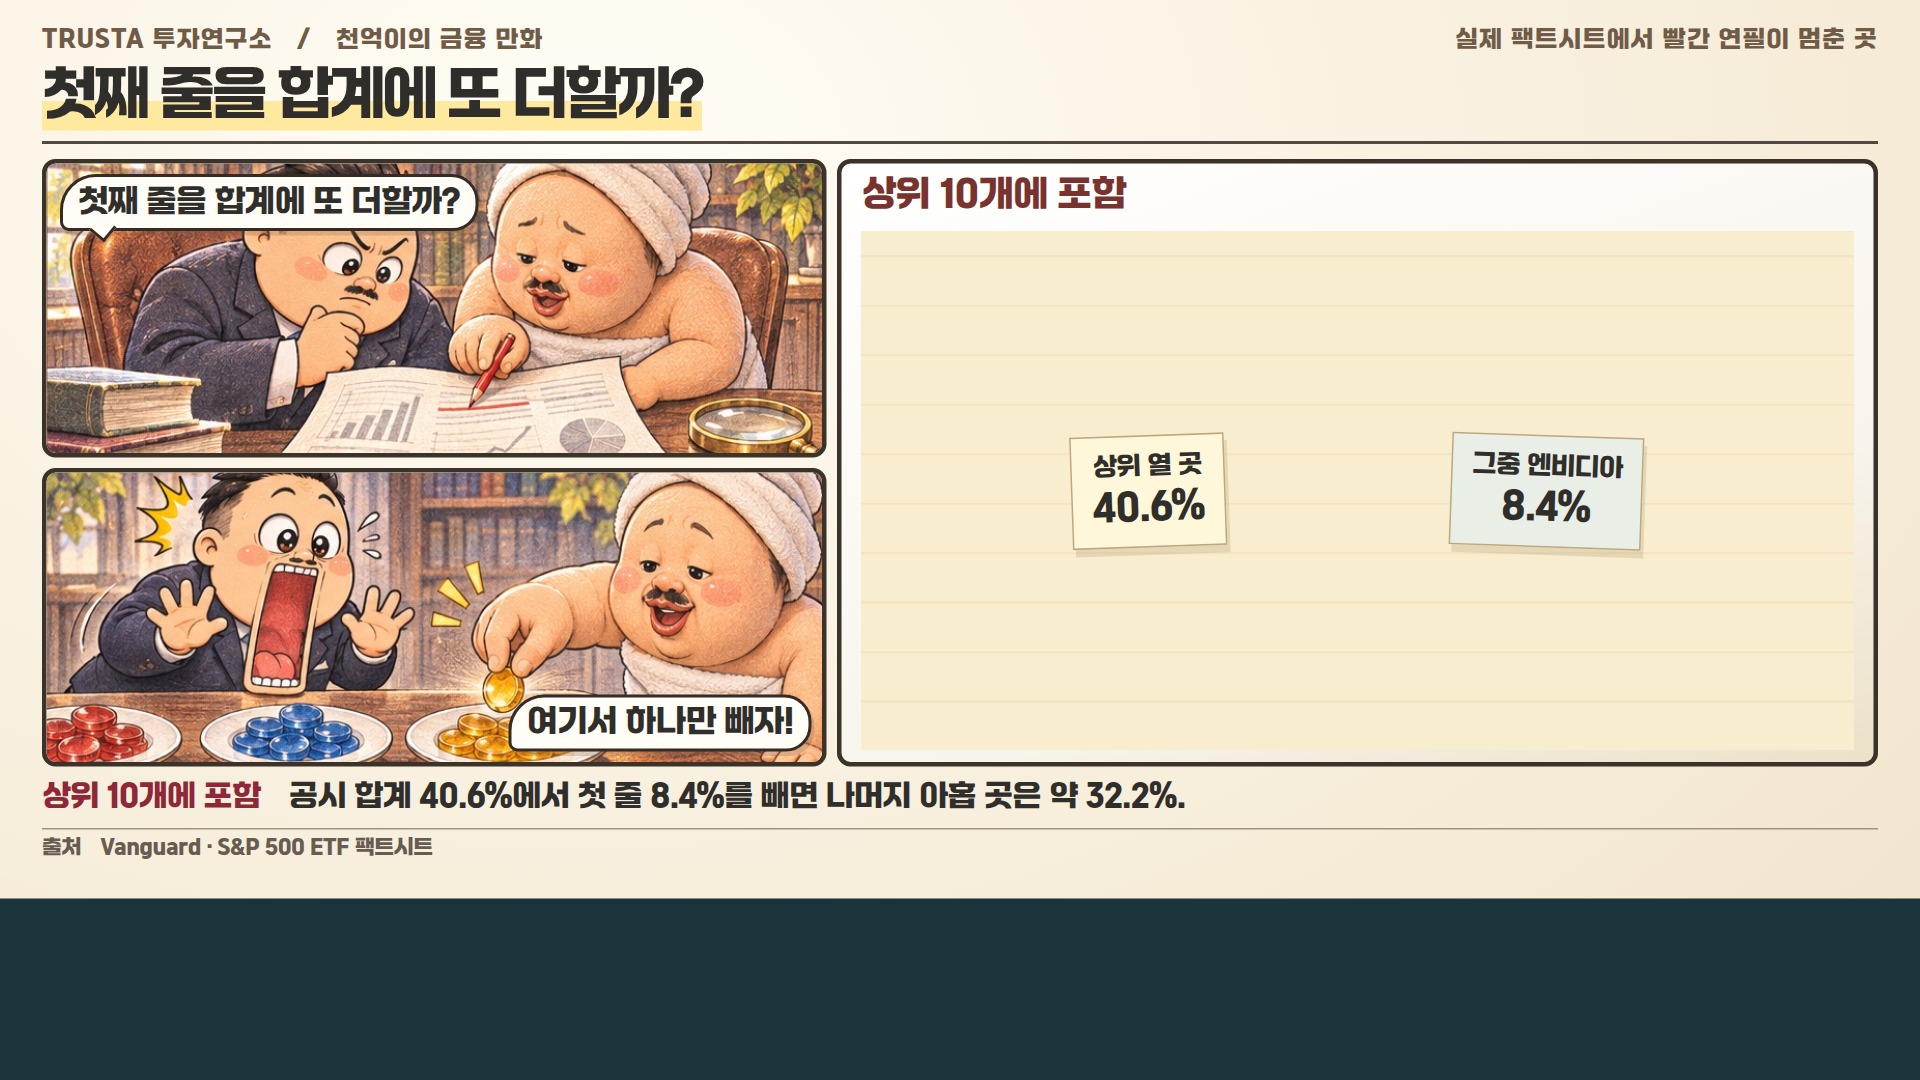 TRUSTA 투자연구소 / 천억이의 금융 만화
실제 팩트시트에서 빨간 연필이 멈춘 곳
첫째 줄을 합계에 또 더할까?
첫째 줄을 합계에 또 더할까?
여기서 하나만 빼자!
상위 10개에 포함
상위 열 곳
40.6%
그중 엔비디아
8.4%
상위 10개에 포함 공시 합계 40.6%에서 첫 줄 8.4%를 빼면 나머지 아홉 곳은 약 32.2%.
출처 Vanguard · S&P 500 ETF 팩트시트